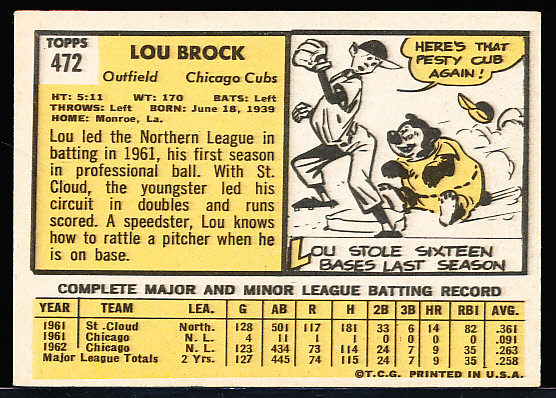 TOPPS
472
LOU BROCK
Outfield Chicago Cubs
HT: 5:11 WT: 170 BATS: Left
THROWS: Left BORN: June 18, 1939
HOME: Monroe, La.
Lou led the Northern League in
batting in 1961, his first season
in professional ball. With St.
Cloud, the youngster led his
circuit in doubles and runs
scored. A speedster, Lou knows
how to rattle a pitcher when he
is on base.
HERE'S THAT
PESTY CUB
AGAIN!
LOU STOLE SIXTEEN
BASES LAST SEASON
COMPLETE MAJOR AND MINOR LEAGUE BATTING RECORD
YEAR TEAM LEA. G AB R H 2B 3B HR RBI AVG.
1961 St. Cloud North. 128 501 117 181 33 6 14 82 .361
1961 Chicago N. L. 4 11 1 1 0 0 0 0 .091
1962 Chicago N. L. 123 434 73 114 24 7 9 35 .263
Major League Totals 2 Yrs. 127 445 74 115 24 7 9 35 .258
©T.C.G. PRINTED IN U.S.A.